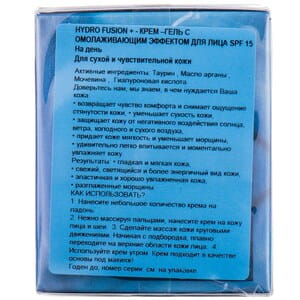 HYDRO FUSION + - КРЕМ -ГЕЛЬ С
ОМОЛАЖИВАЮЩИМ ЭФФЕКТОМ ДЛЯ ЛИЦА SPF 15
На день
Для сухой и чувствительной кожи
Активные ингредиенты: Таурин , Масло арганы ,
Мочевина , Гиалуроновая кислота
Доверьтесь нам, мы знаем, в чем нуждается Ваша
кожа
• возвращает чувство комфорта и снимает ощущение
стянутости кожи, • уменьшает сухость кожи,
• защищает кожу от негативного воздействия солнца,
ветра, холодного и сухого воздуха,
• придает мягкость, разглаживает и уменьшает морщины,
удивительно легко впитывается и моментально
увлажняет кожу
Результаты: • гладкая и мягкая кожа,
• свежий, светящийся и более энергичный вид кожи,
• эластичная и хорошо увлажненная кожа,
• разглаженные морщины
КАК ИСПОЛЬЗОВАТЬ?
1 Нанесите небольшое количество крема на
ладонь.
2. Нежно массируя пальцами, нанесите крем на кожу
лица и шеи 3. Сделайте массаж кожи круговыми
движениями. Начиная с подбородка, плавно
переходите на верхние области кожи лица. 4.
Используйте крем утром. Крем подходит в качестве
основы под макияж!
Годен до, номер серии см. на упаковке